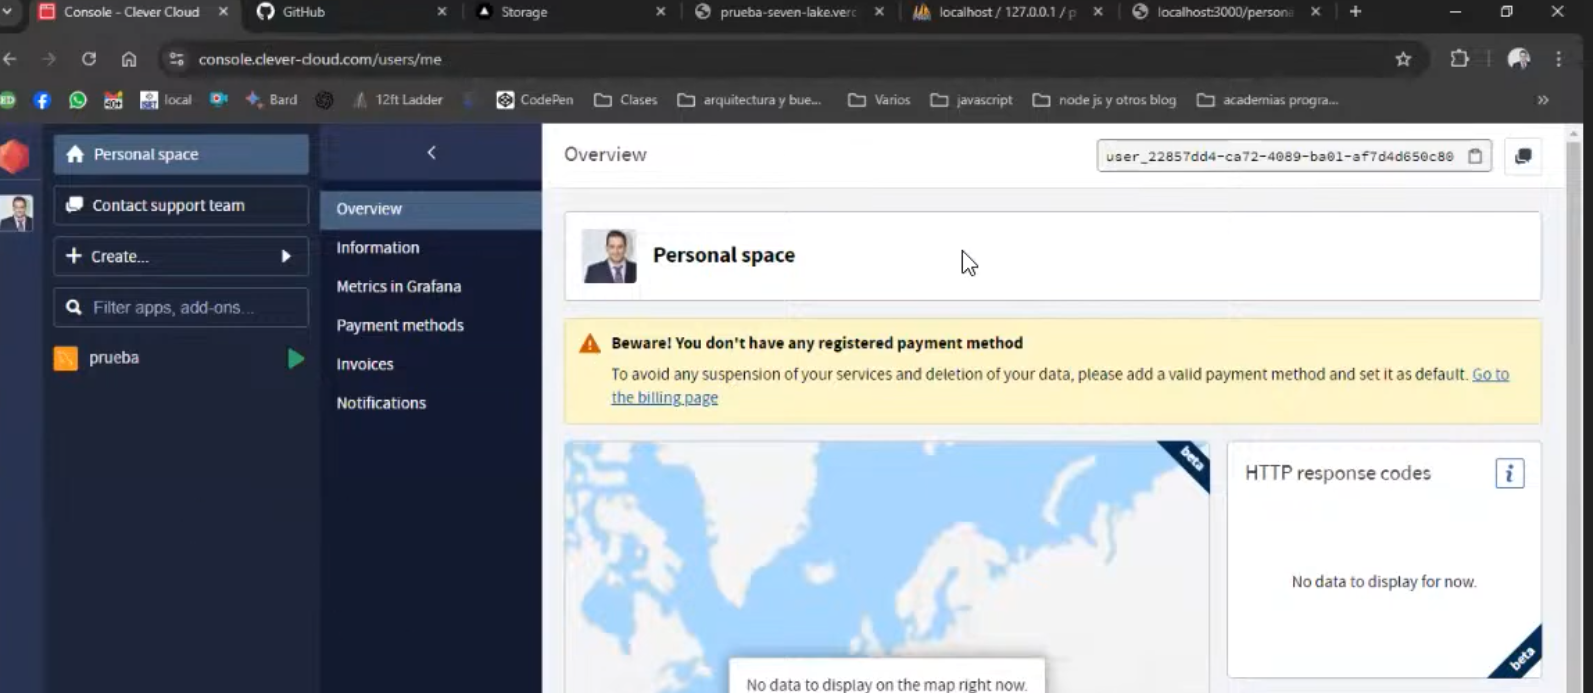 Console - Clever Cloud
GitHub
Storage
prueba-seven-lake.verc
localhost / 127.0.0.1 / p
localhost:3000/persona
console.clever-cloud.com/users/me
ED
40+
local
Bard
12ft Ladder
CodePen
Clases
arquitectura y bue...
Varios
javascript
node js y otros blog
academias progra...
Personal space
Contact support team
Create...
Filter apps, add-ons...
prueba
Overview
Information
Metrics in Grafana
Payment methods
Invoices
Notifications
Overview
user_22857dd4-ca72-4089-ba01-af7d4d650c80
Personal space
Beware! You don't have any registered payment method
To avoid any suspension of your services and deletion of your data, please add a valid payment method and set it as default. Go to
the billing page
beta
No data to display on the map right now.
HTTP response codes
i
No data to display for now.
beta